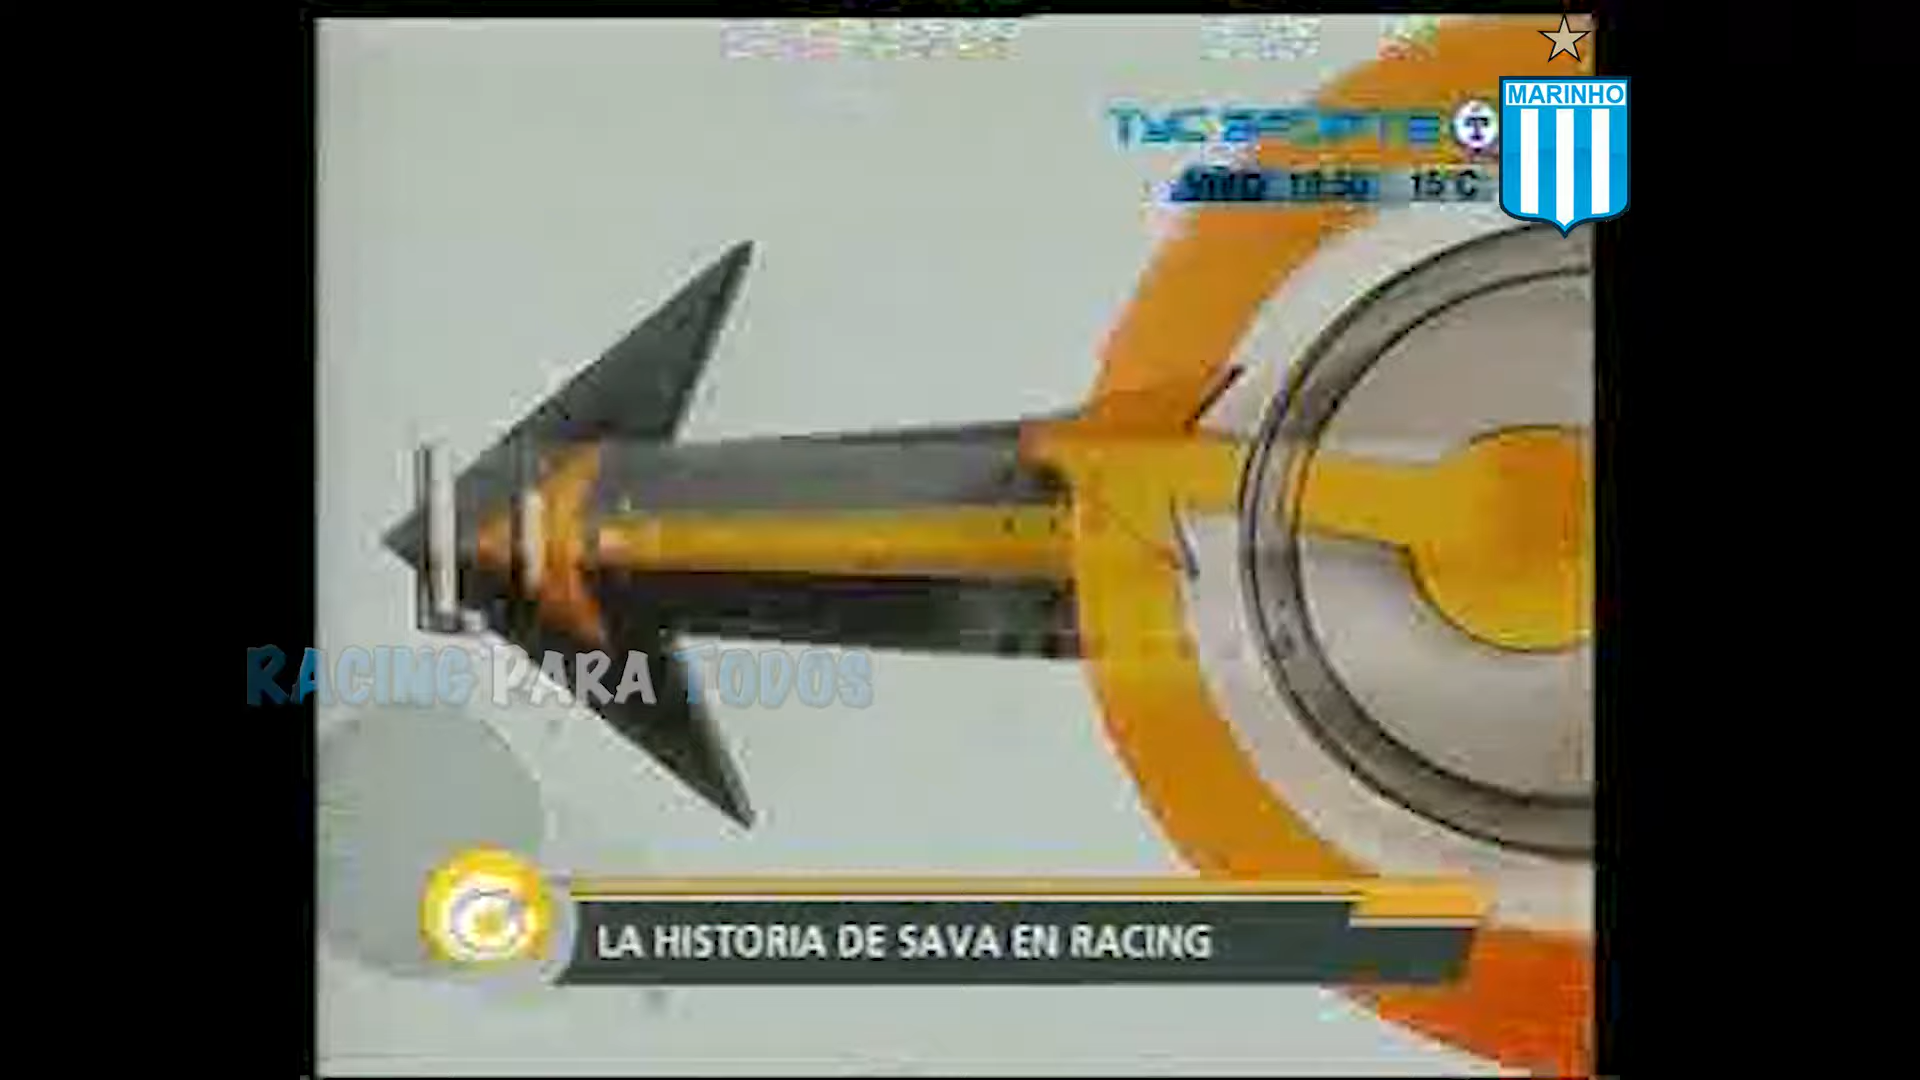 MARINHO
TyC SPORTS
15°C
RACING PARA TODOS
LA HISTORIA DE SAVA EN RACING